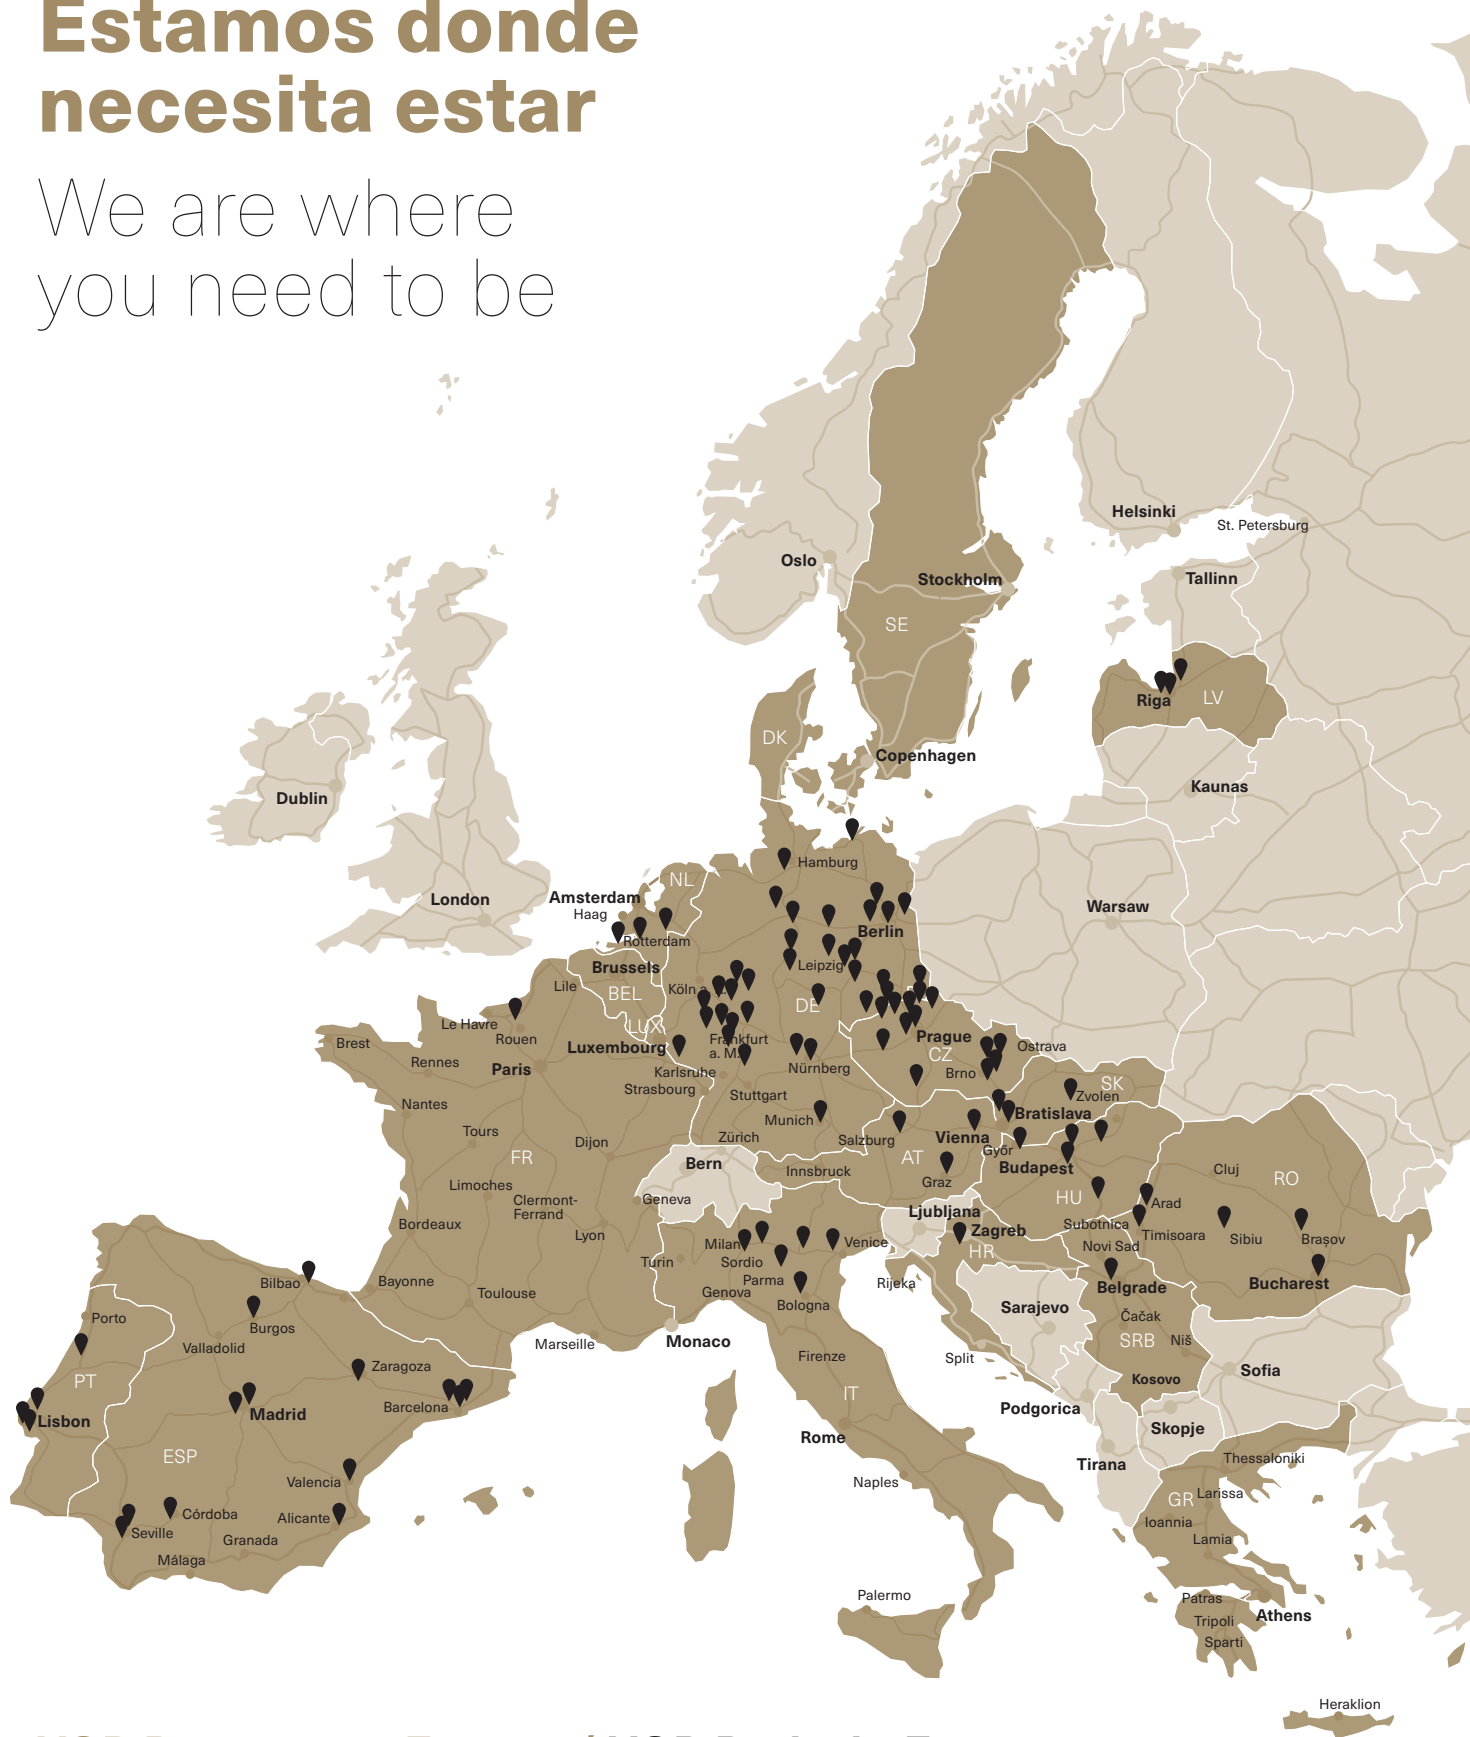 Estamos donde
necesita estar
We are where
you need to be
Helsinki
St. Petersburg
Oslo
Stockholm
Tallinn
SE
Riga
LV
DK
Copenhagen
Kaunas
Dublin
Hamburg
NL
London
Amsterdam
Haag
Warsaw
Berlin
Rotterdam
Brussels
Leipzig
Lile
BEL
Köln a.
DE
Le Havre
LUX
Rouen
Brest
Frankfurt
a. M.
Prague
Luxembourg
Ostrava
CZ
Rennes
Paris
Karlsruhe
Nürnberg
Brno
SK
Strasbourg
Stuttgart
Zvolen
Nantes
Bratislava
Munich
Tours
Zürich
Salzburg
Vienna
Dijon
Győr
FR
Bern
AT
Budapest
Innsbruck
Cluj
RO
Limoches
Graz
HU
Clermont-
Ferrand
Geneva
Arad
Ljubljana
Bordeaux
Subotnica
Zagreb
Lyon
Milan
Venice
Timisoara
Sibiu
Brașov
Novi Sad
HR
Turin
Sordio
Bilbao
Bayonne
Parma
Rijeka
Belgrade
Bucharest
Toulouse
Genova
Bologna
Sarajevo
Porto
Burgos
Čačak
Valladolid
Marseille
Monaco
SRB
Niš
Firenze
Split
Zaragoza
Sofia
PT
Kosovo
IT
Barcelona
Podgorica
Lisbon
Madrid
Skopje
Rome
ESP
Tirana
Thessaloniki
Valencia
Naples
GR
Larissa
Córdoba
Alicante
Ioannia
Seville
Granada
Lamia
Málaga
Palermo
Patras
Athens
Tripoli
Sparti
Heraklion